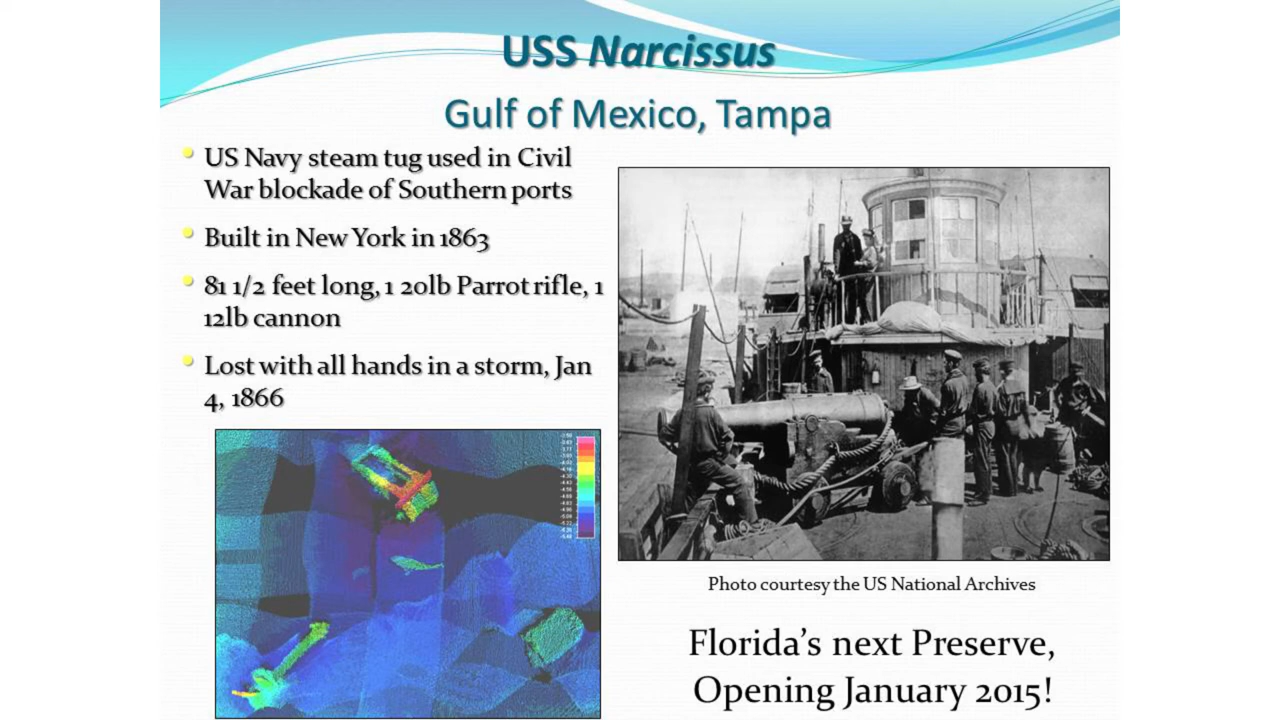 USS Narcissus
Gulf of Mexico, Tampa
• US Navy steam tug used in Civil
War blockade of Southern ports
• Built in New York in 1863
• 81 1/2 feet long, 1 20lb Parrot rifle, 1
12lb cannon
• Lost with all hands in a storm, Jan
4, 1866
Photo courtesy the US National Archives
Florida's next Preserve,
Opening January 2015!